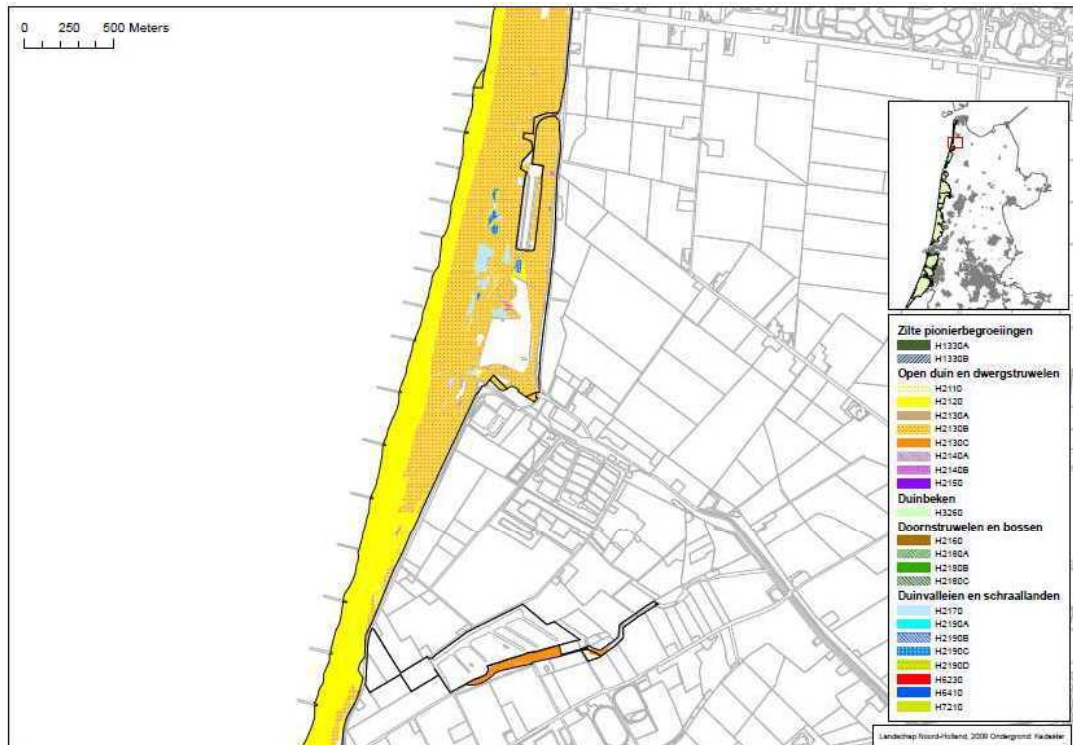 0 250 500 Meters
Zilte pionierbegroeiingen
H1330A
H1330B
Open duin en dwergstruwelen
H2110
H2120
H2130A
H2130B
H2130C
H2140A
H2140B
H2150
Duinbeken
H3260
Doornstruwelen en bossen
H2160
H2180A
H2180B
H2180C
Duinvalleien en schraallanden
H2170
H2190A
H2190B
H2190C
H2190D
H6230
H6410
H7210
Landschap Noord-Holland, 2009 Ondergrond: Kadaster